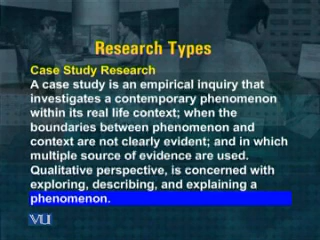 Research Types
Case Study Research
A case study is an empirical inquiry that
investigates a contemporary phenomenon
within its real life context; when the
boundaries between phenomenon and
context are not clearly evident; and in which
multiple source of evidence are used.
Qualitative perspective, is concerned with
exploring, describing, and explaining a
phenomenon.
VU